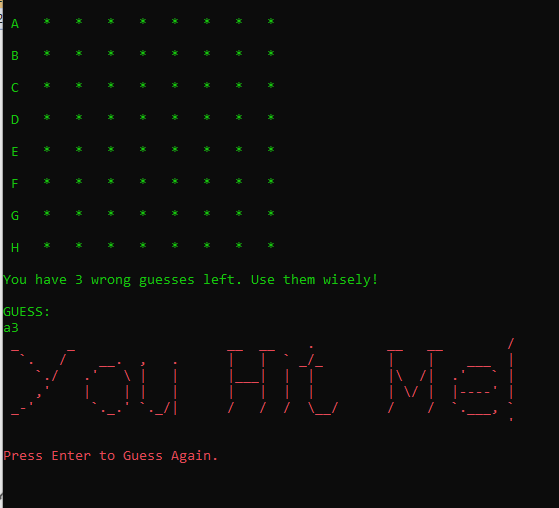 A * * * * * * * *
B * * * * * * * *
C * * * * * * * *
D * * * * * * * *
E * * * * * * * *
F * * * * * * * *
G * * * * * * * *
H * * * * * * * *
You have 3 wrong guesses left. Use them wisely!
GUESS:
a3
You Hit Me!
Press Enter to Guess Again.